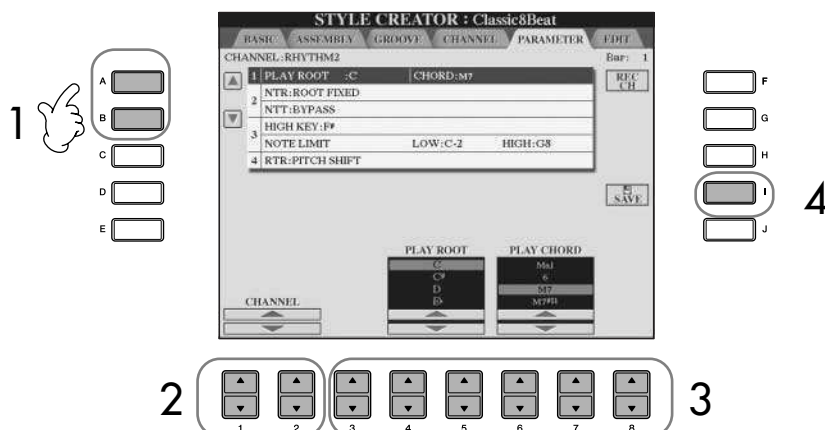 STYLE CREATOR : Classic8Beat
BASIC ASSEMBLY GROOVE CHANNEL PARAMETER EDIT
CHANNEL:RHYTHM2 Bar: 1
1 PLAY ROOT :C CHORD:M7
REC CH
2 NTR:ROOT FIXED
NTT:BYPASS
3 HIGH KEY:F#
NOTE LIMIT LOW:C-2 HIGH:G8
4 RTR:PITCH SHIFT
SAVE
PLAY ROOT PLAY CHORD
C Maj
C# 6
D M7
Eb M7#11
CHANNEL
A
B
C
D
E
F
G
H
I
J
1
4
2
3
1 2 3 4 5 6 7 8